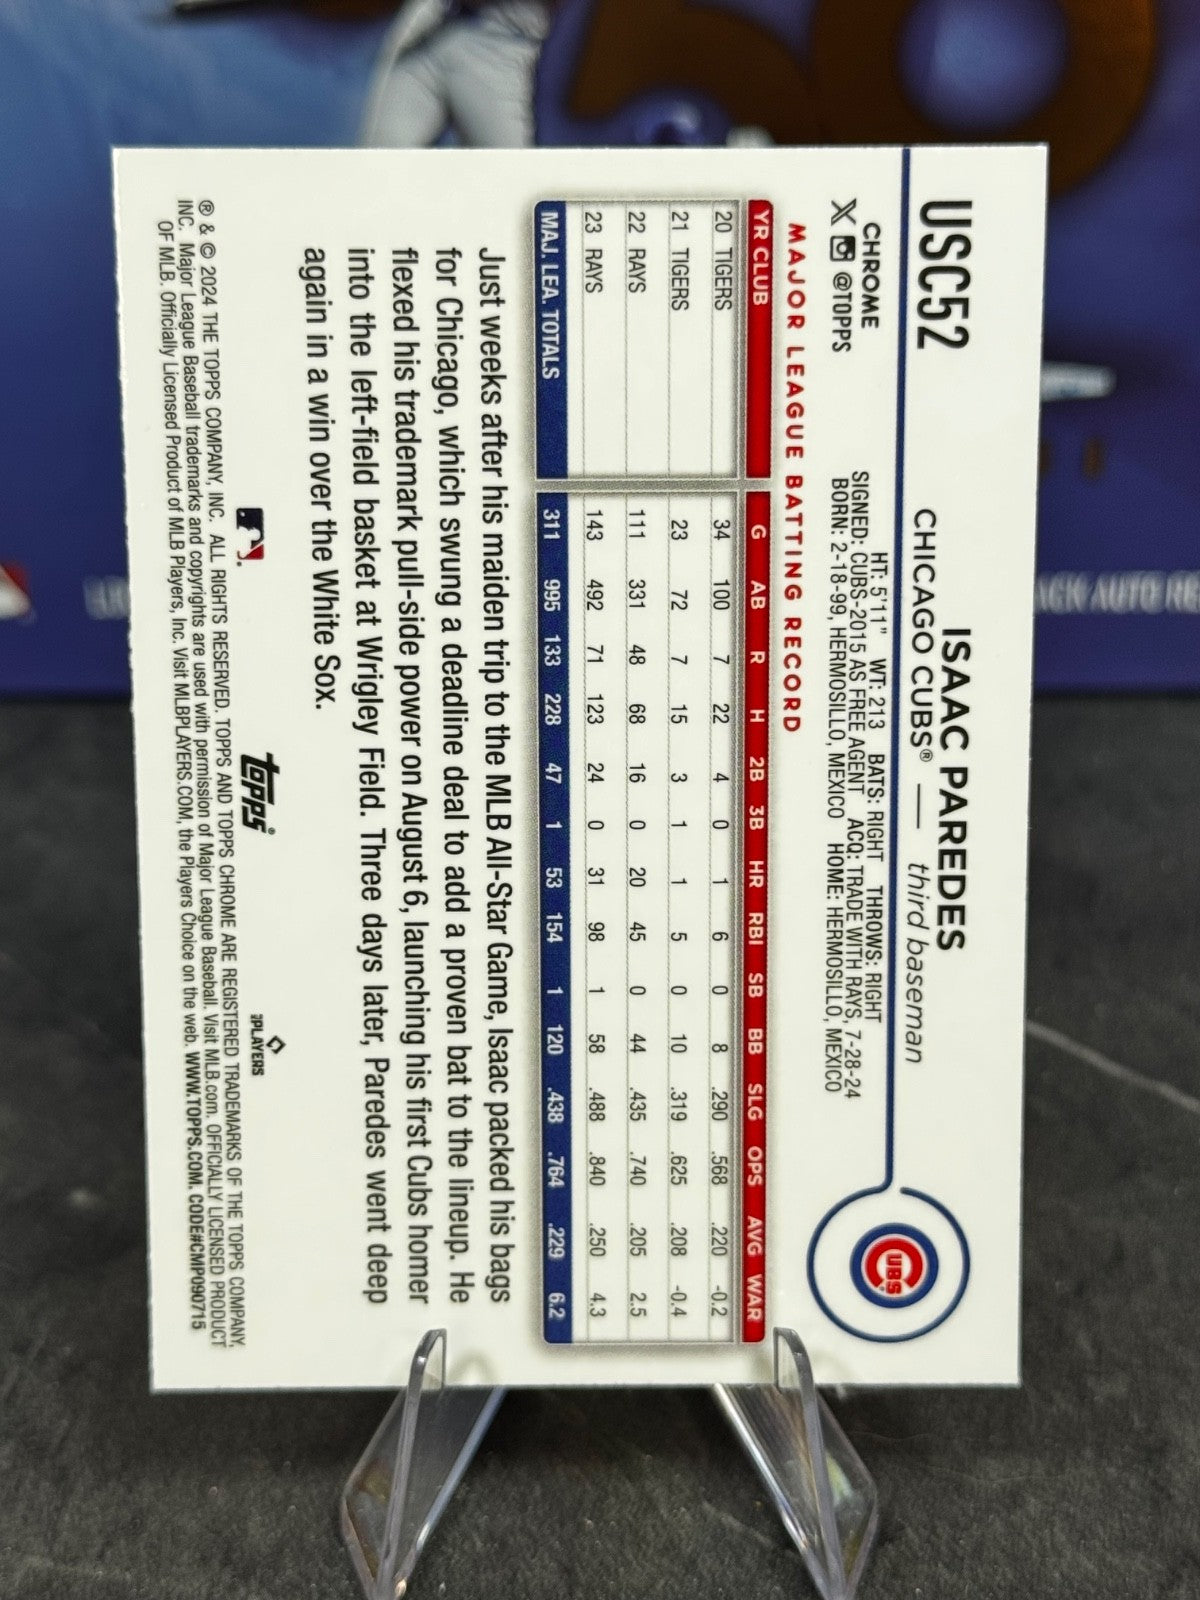 USC52
ISAAC PAREDES
CHICAGO CUBS® — third baseman
CHROME
@TOPPS
HT: 5'11" WT: 213 BATS: RIGHT THROWS: RIGHT
SIGNED: CUBS-2015 AS FREE AGENT ACQ: TRADE WITH RAYS, 7-28-24
BORN: 2-18-99, HERMOSILLO, MEXICO HOME: HERMOSILLO, MEXICO
CUBS
MAJOR LEAGUE BATTING RECORD
YR CLUB G AB R H 2B 3B HR RBI SB BB SLG OPS AVG WAR
20 TIGERS 34 100 7 22 4 0 1 6 0 8 .290 .568 .220 -0.2
21 TIGERS 23 72 7 15 3 1 1 5 0 10 .319 .625 .208 -0.4
22 RAYS 111 331 48 68 16 0 20 45 0 44 .435 .740 .205 2.5
23 RAYS 143 492 71 123 24 0 31 98 1 58 .488 .840 .250 4.3
MAJ. LEA. TOTALS 311 995 133 228 47 1 53 154 1 120 .438 .764 .229 6.2
Just weeks after his maiden trip to the MLB All-Star Game, Isaac packed his bags
for Chicago, which swung a deadline deal to add a proven bat to the lineup. He
flexed his trademark pull-side power on August 6, launching his first Cubs homer
into the left-field basket at Wrigley Field. Three days later, Paredes went deep
again in a win over the White Sox.
topps®
PLAYERS
® & © 2024 THE TOPPS COMPANY, INC. ALL RIGHTS RESERVED. TOPPS AND TOPPS CHROME ARE REGISTERED TRADEMARKS OF THE TOPPS COMPANY,
INC. Major League Baseball trademarks and copyrights are used with permission of Major League Baseball. Visit MLB.com. OFFICIALLY LICENSED PRODUCT
OF MLB. Officially Licensed Product of MLB Players, Inc. Visit MLBPLAYERS.COM, the Players Choice on the web. WWW.TOPPS.COM. CODE#CMP090715
ACK AUTO RE